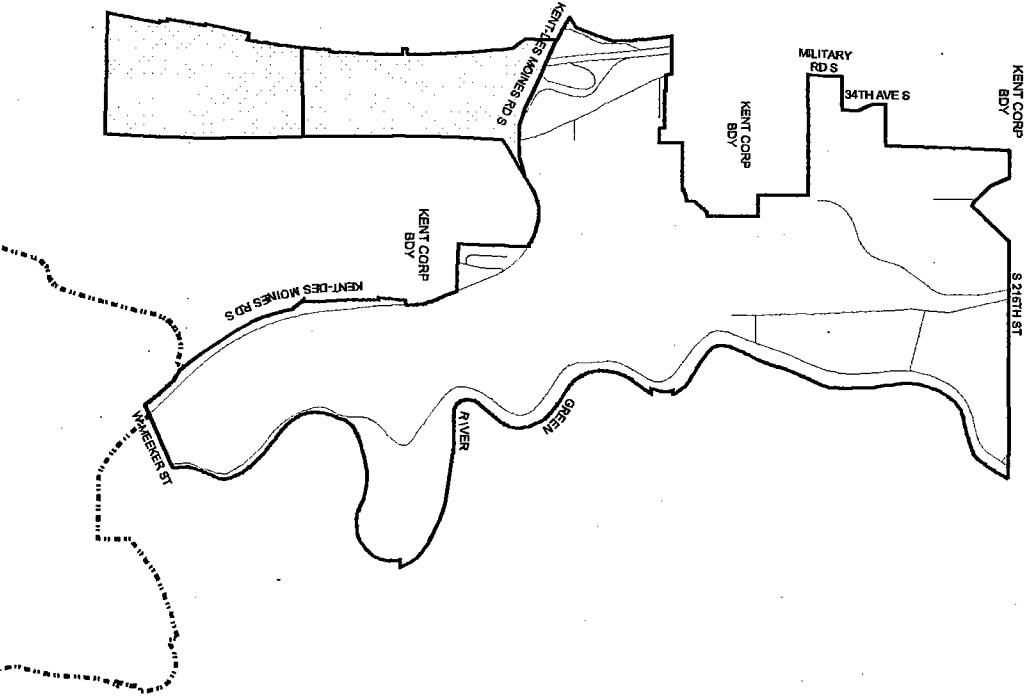 KENT-DES MOINES RD S
MILITARY
RD S
34TH AVE S
KENT CORP
BDY
KENT CORP
BDY
KENT CORP
BDY
S 216TH ST
KENT-DES MOINES RD S
GREEN
RIVER
W MEEKER ST